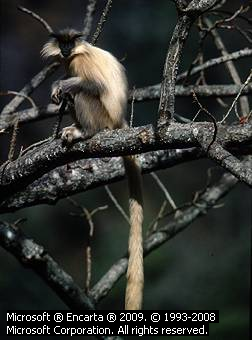 Microsoft ® Encarta ® 2009. © 1993-2008
Microsoft Corporation. All rights reserved.